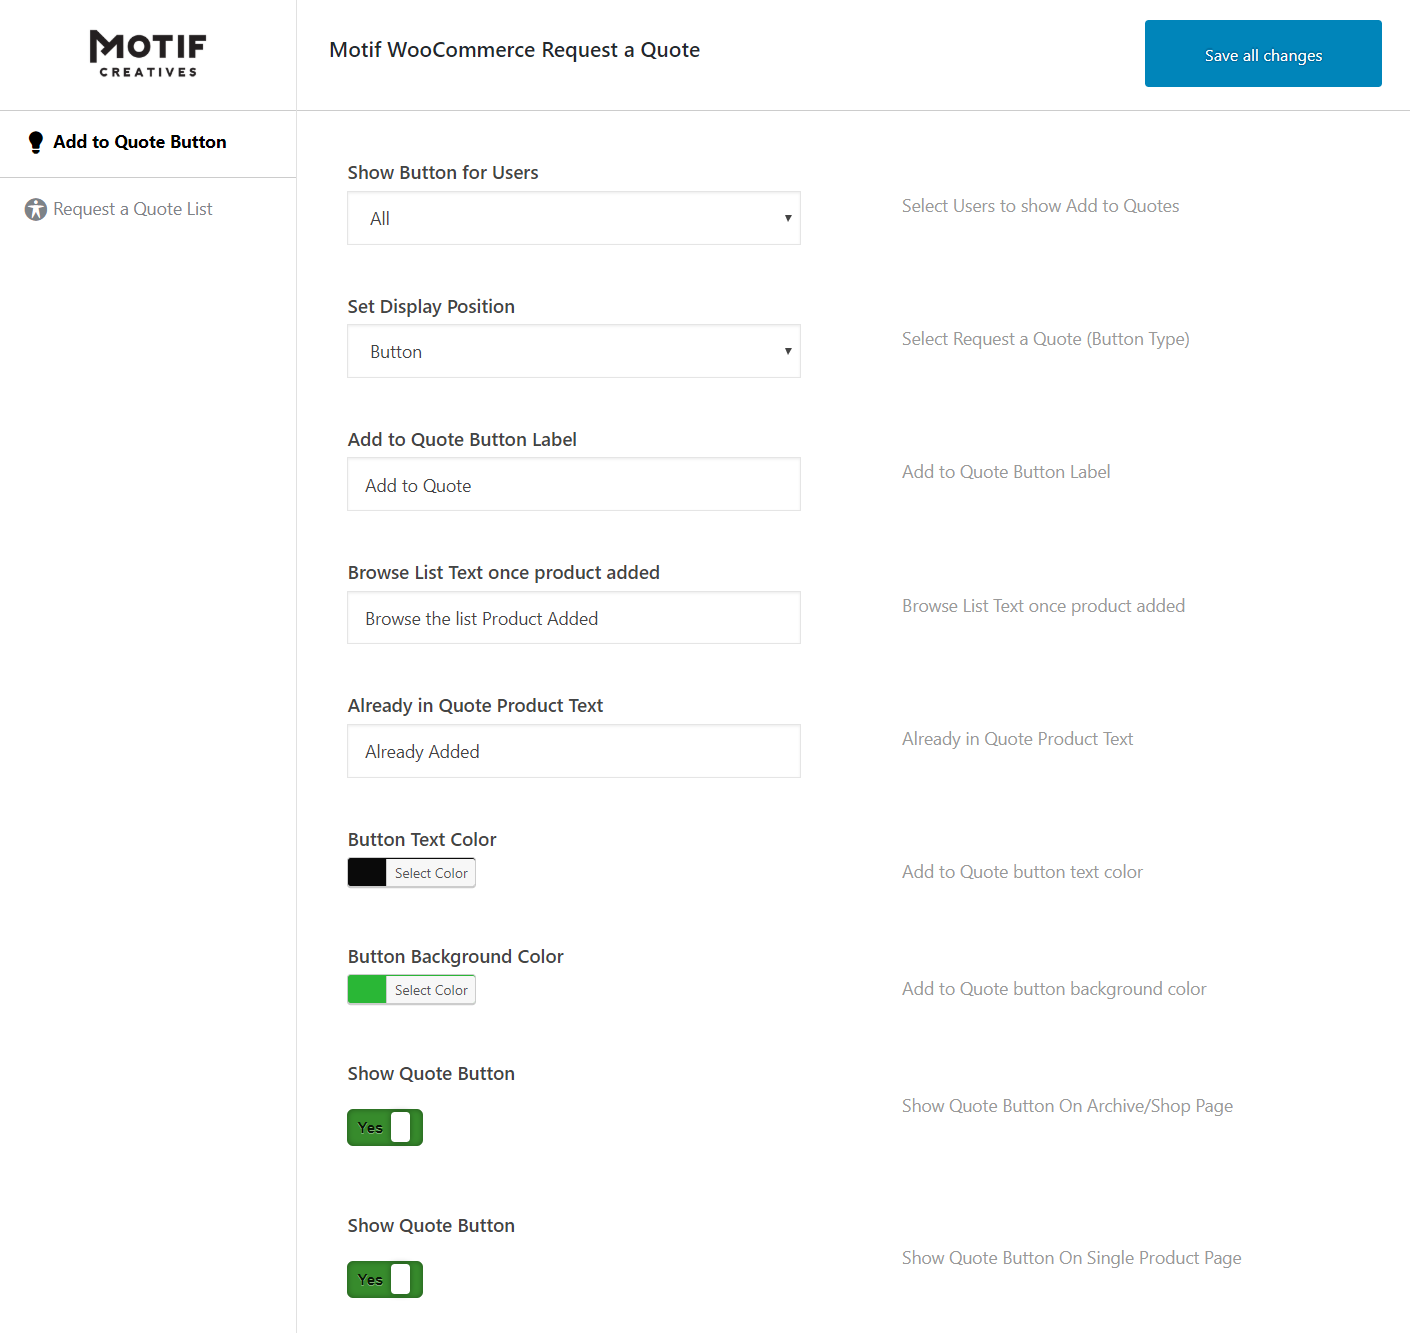 MOTIF
CREATIVES
Motif WooCommerce Request a Quote
Save all changes
Add to Quote Button
Request a Quote List
Show Button for Users
All
Select Users to show Add to Quotes
Set Display Position
Button
Select Request a Quote (Button Type)
Add to Quote Button Label
Add to Quote
Add to Quote Button Label
Browse List Text once product added
Browse the list Product Added
Browse List Text once product added
Already in Quote Product Text
Already Added
Already in Quote Product Text
Button Text Color
Select Color
Add to Quote button text color
Button Background Color
Select Color
Add to Quote button background color
Show Quote Button
Yes
Show Quote Button On Archive/Shop Page
Show Quote Button
Yes
Show Quote Button On Single Product Page